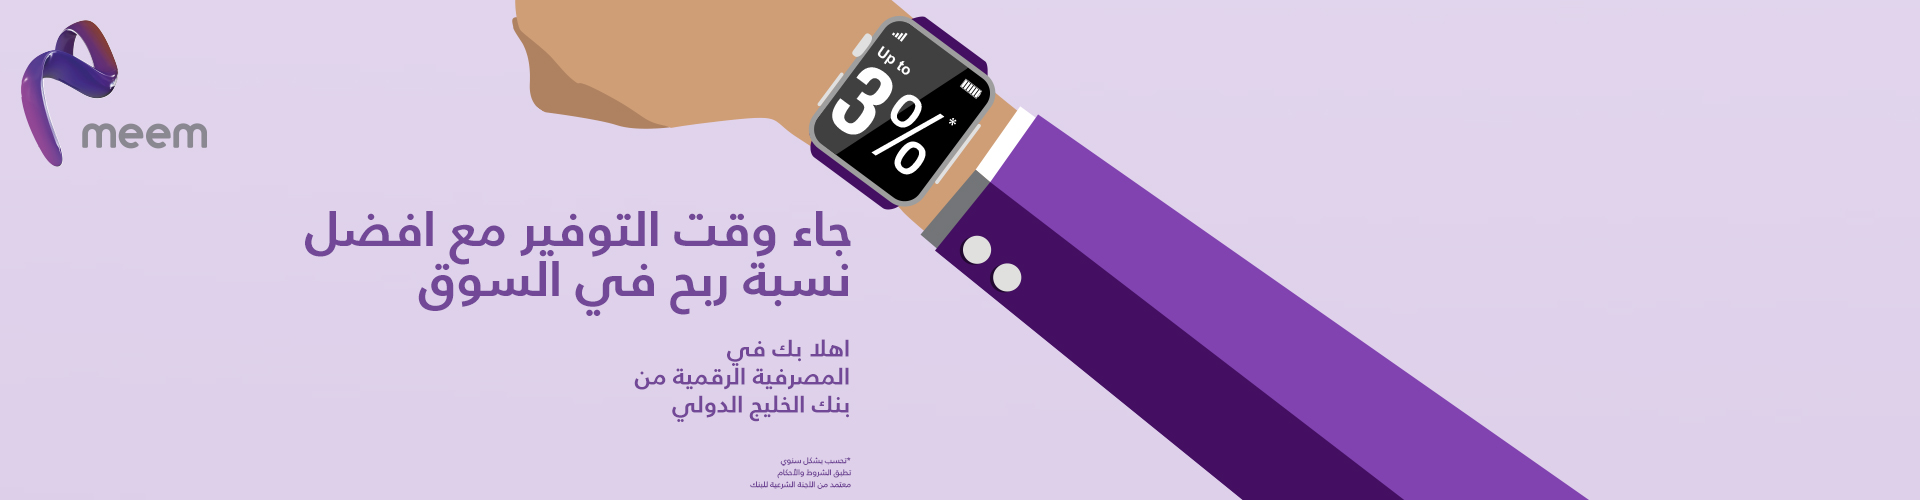 meem
Up to
3%*
جاء وقت التوفير مع افضل
نسبة ربح في السوق
اهلا بك في
المصرفية الرقمية من
بنك الخليج الدولي
*تحسب بشكل سنوي
تطبق الشروط والأحكام
معتمد من اللجنة الشرعية للبنك